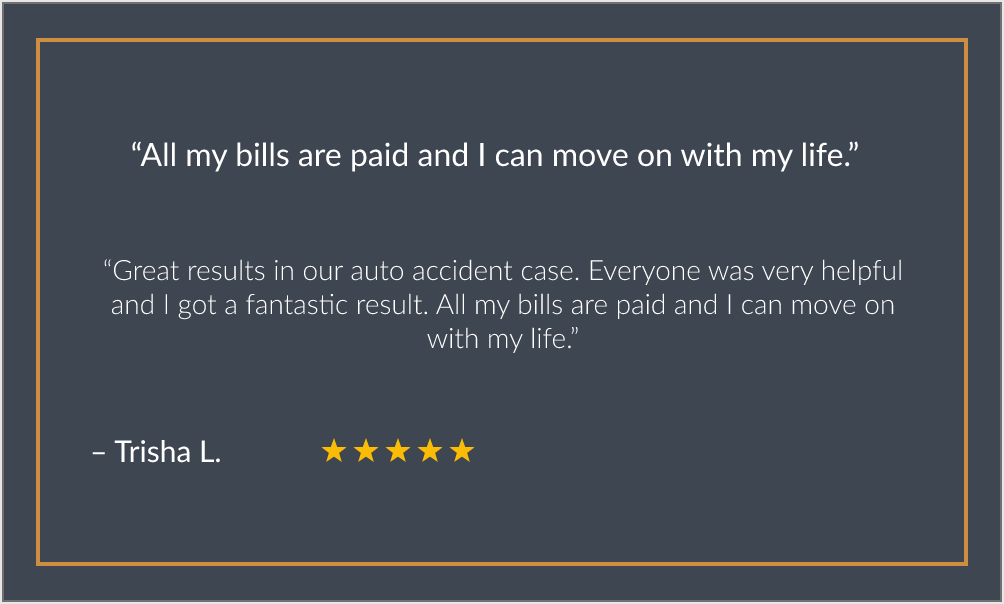 “All my bills are paid and I can move on with my life.”
“Great results in our auto accident case. Everyone was very helpful
and I got a fantastic result. All my bills are paid and I can move on
with my life.”
– Trisha L. ★★★★★